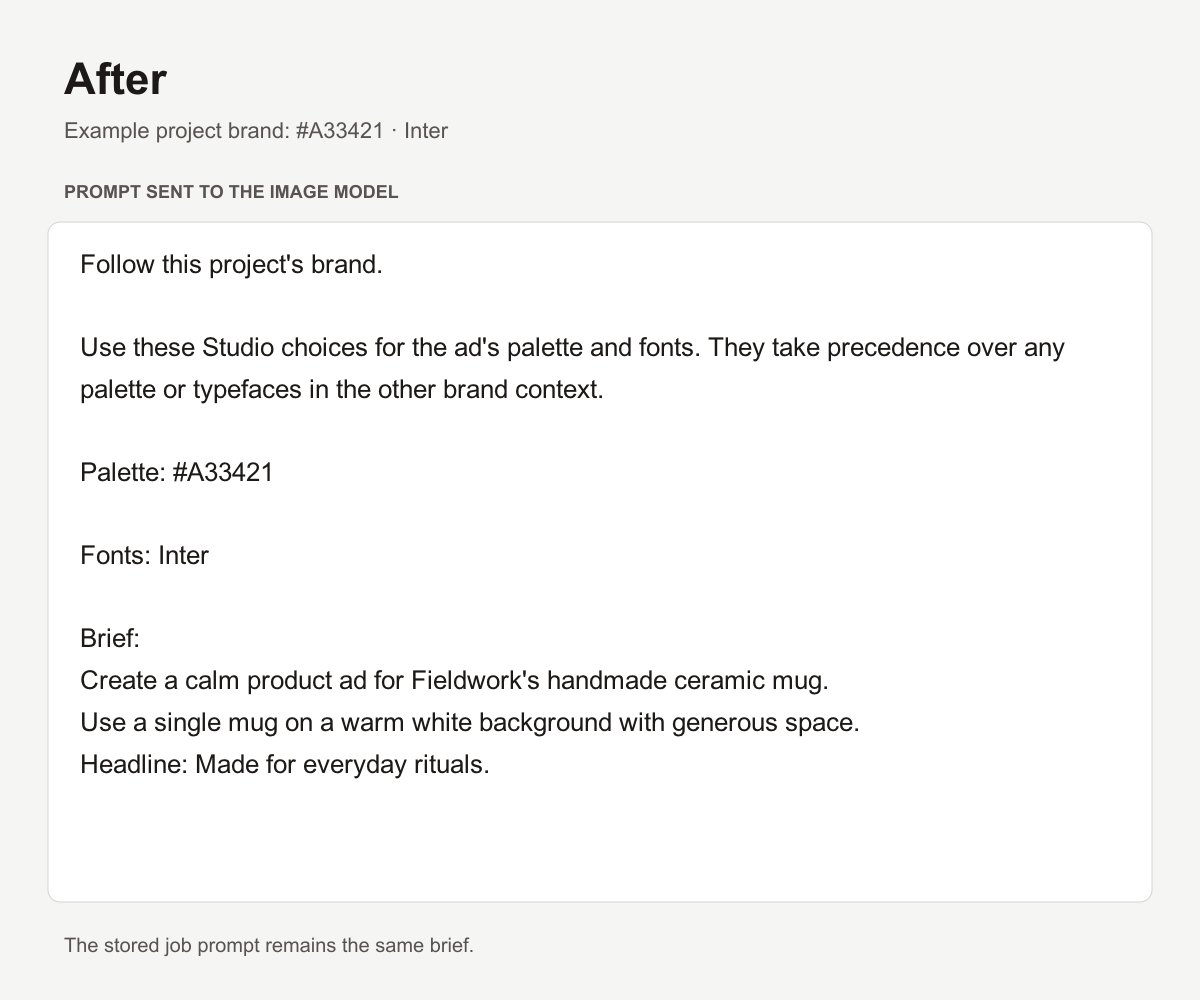 After
Example project brand: #A33421 · Inter
PROMPT SENT TO THE IMAGE MODEL
Follow this project's brand.
Use these Studio choices for the ad's palette and fonts. They take precedence over any
palette or typefaces in the other brand context.
Palette: #A33421
Fonts: Inter
Brief:
Create a calm product ad for Fieldwork's handmade ceramic mug.
Use a single mug on a warm white background with generous space.
Headline: Made for everyday rituals.
The stored job prompt remains the same brief.